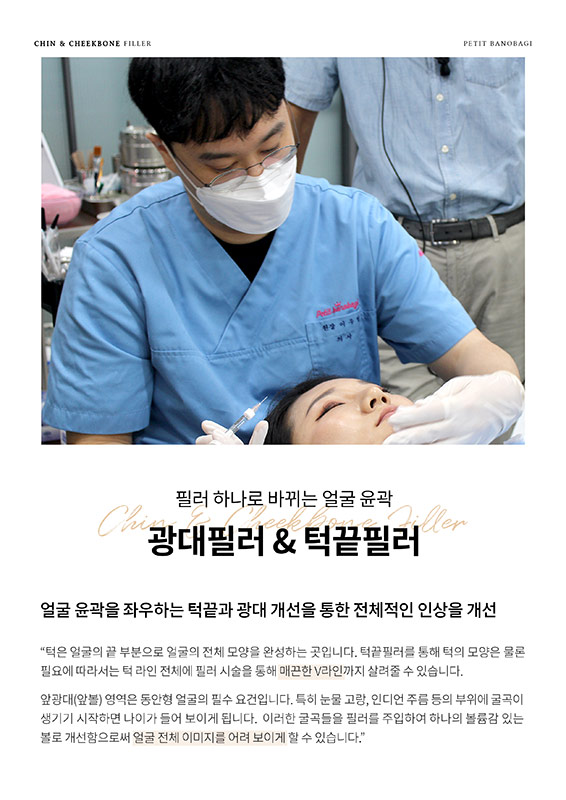 CHIN & CHEEKBONE FILLER
PETIT BANOBAGI
Petit Banobagi
필러 하나로 바뀌는 얼굴 윤곽
Chin & Cheekbone Filler
광대필러 & 턱끝필러
얼굴 윤곽을 좌우하는 턱끝과 광대 개선을 통한 전체적인 인상을 개선
“턱은 얼굴의 끝 부분으로 얼굴의 전체 모양을 완성하는 곳입니다. 턱끝필러를 통해 턱의 모양은 물론
필요에 따라서는 턱 라인 전체에 필러 시술을 통해 매끈한 V라인까지 살려줄 수 있습니다.
앞광대(앞볼) 영역은 동안형 얼굴의 필수 요건입니다. 특히 눈물 고랑, 인디언 주름 등의 부위에 굴곡이
생기기 시작하면 나이가 들어 보이게 됩니다. 이러한 굴곡들을 필러를 주입하여 하나의 볼륨감 있는
볼로 개선함으로써 얼굴 전체 이미지를 어려 보이게 할 수 있습니다.”